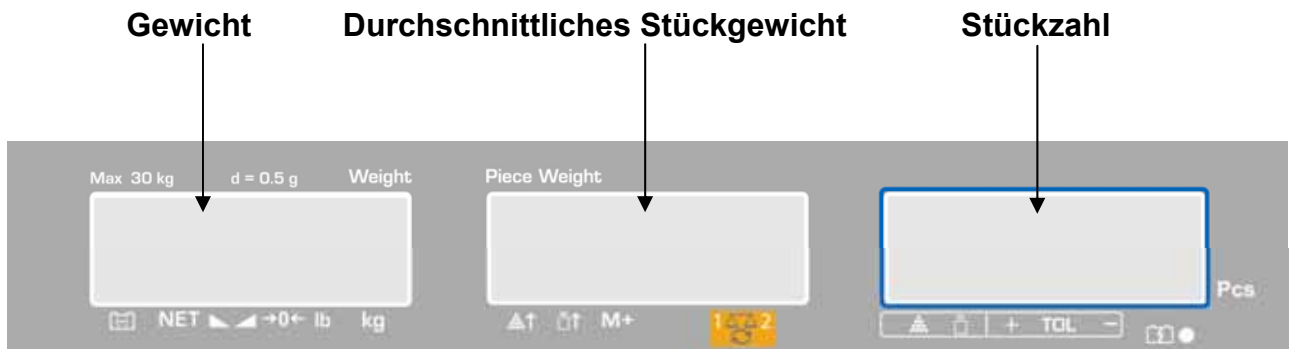 Gewicht Durchschnittliches Stückgewicht Stückzahl
Max 30 kg d = 0.5 g Weight Piece Weight
Pcs
NET →0← lb kg M+ 1 2 + TOL −